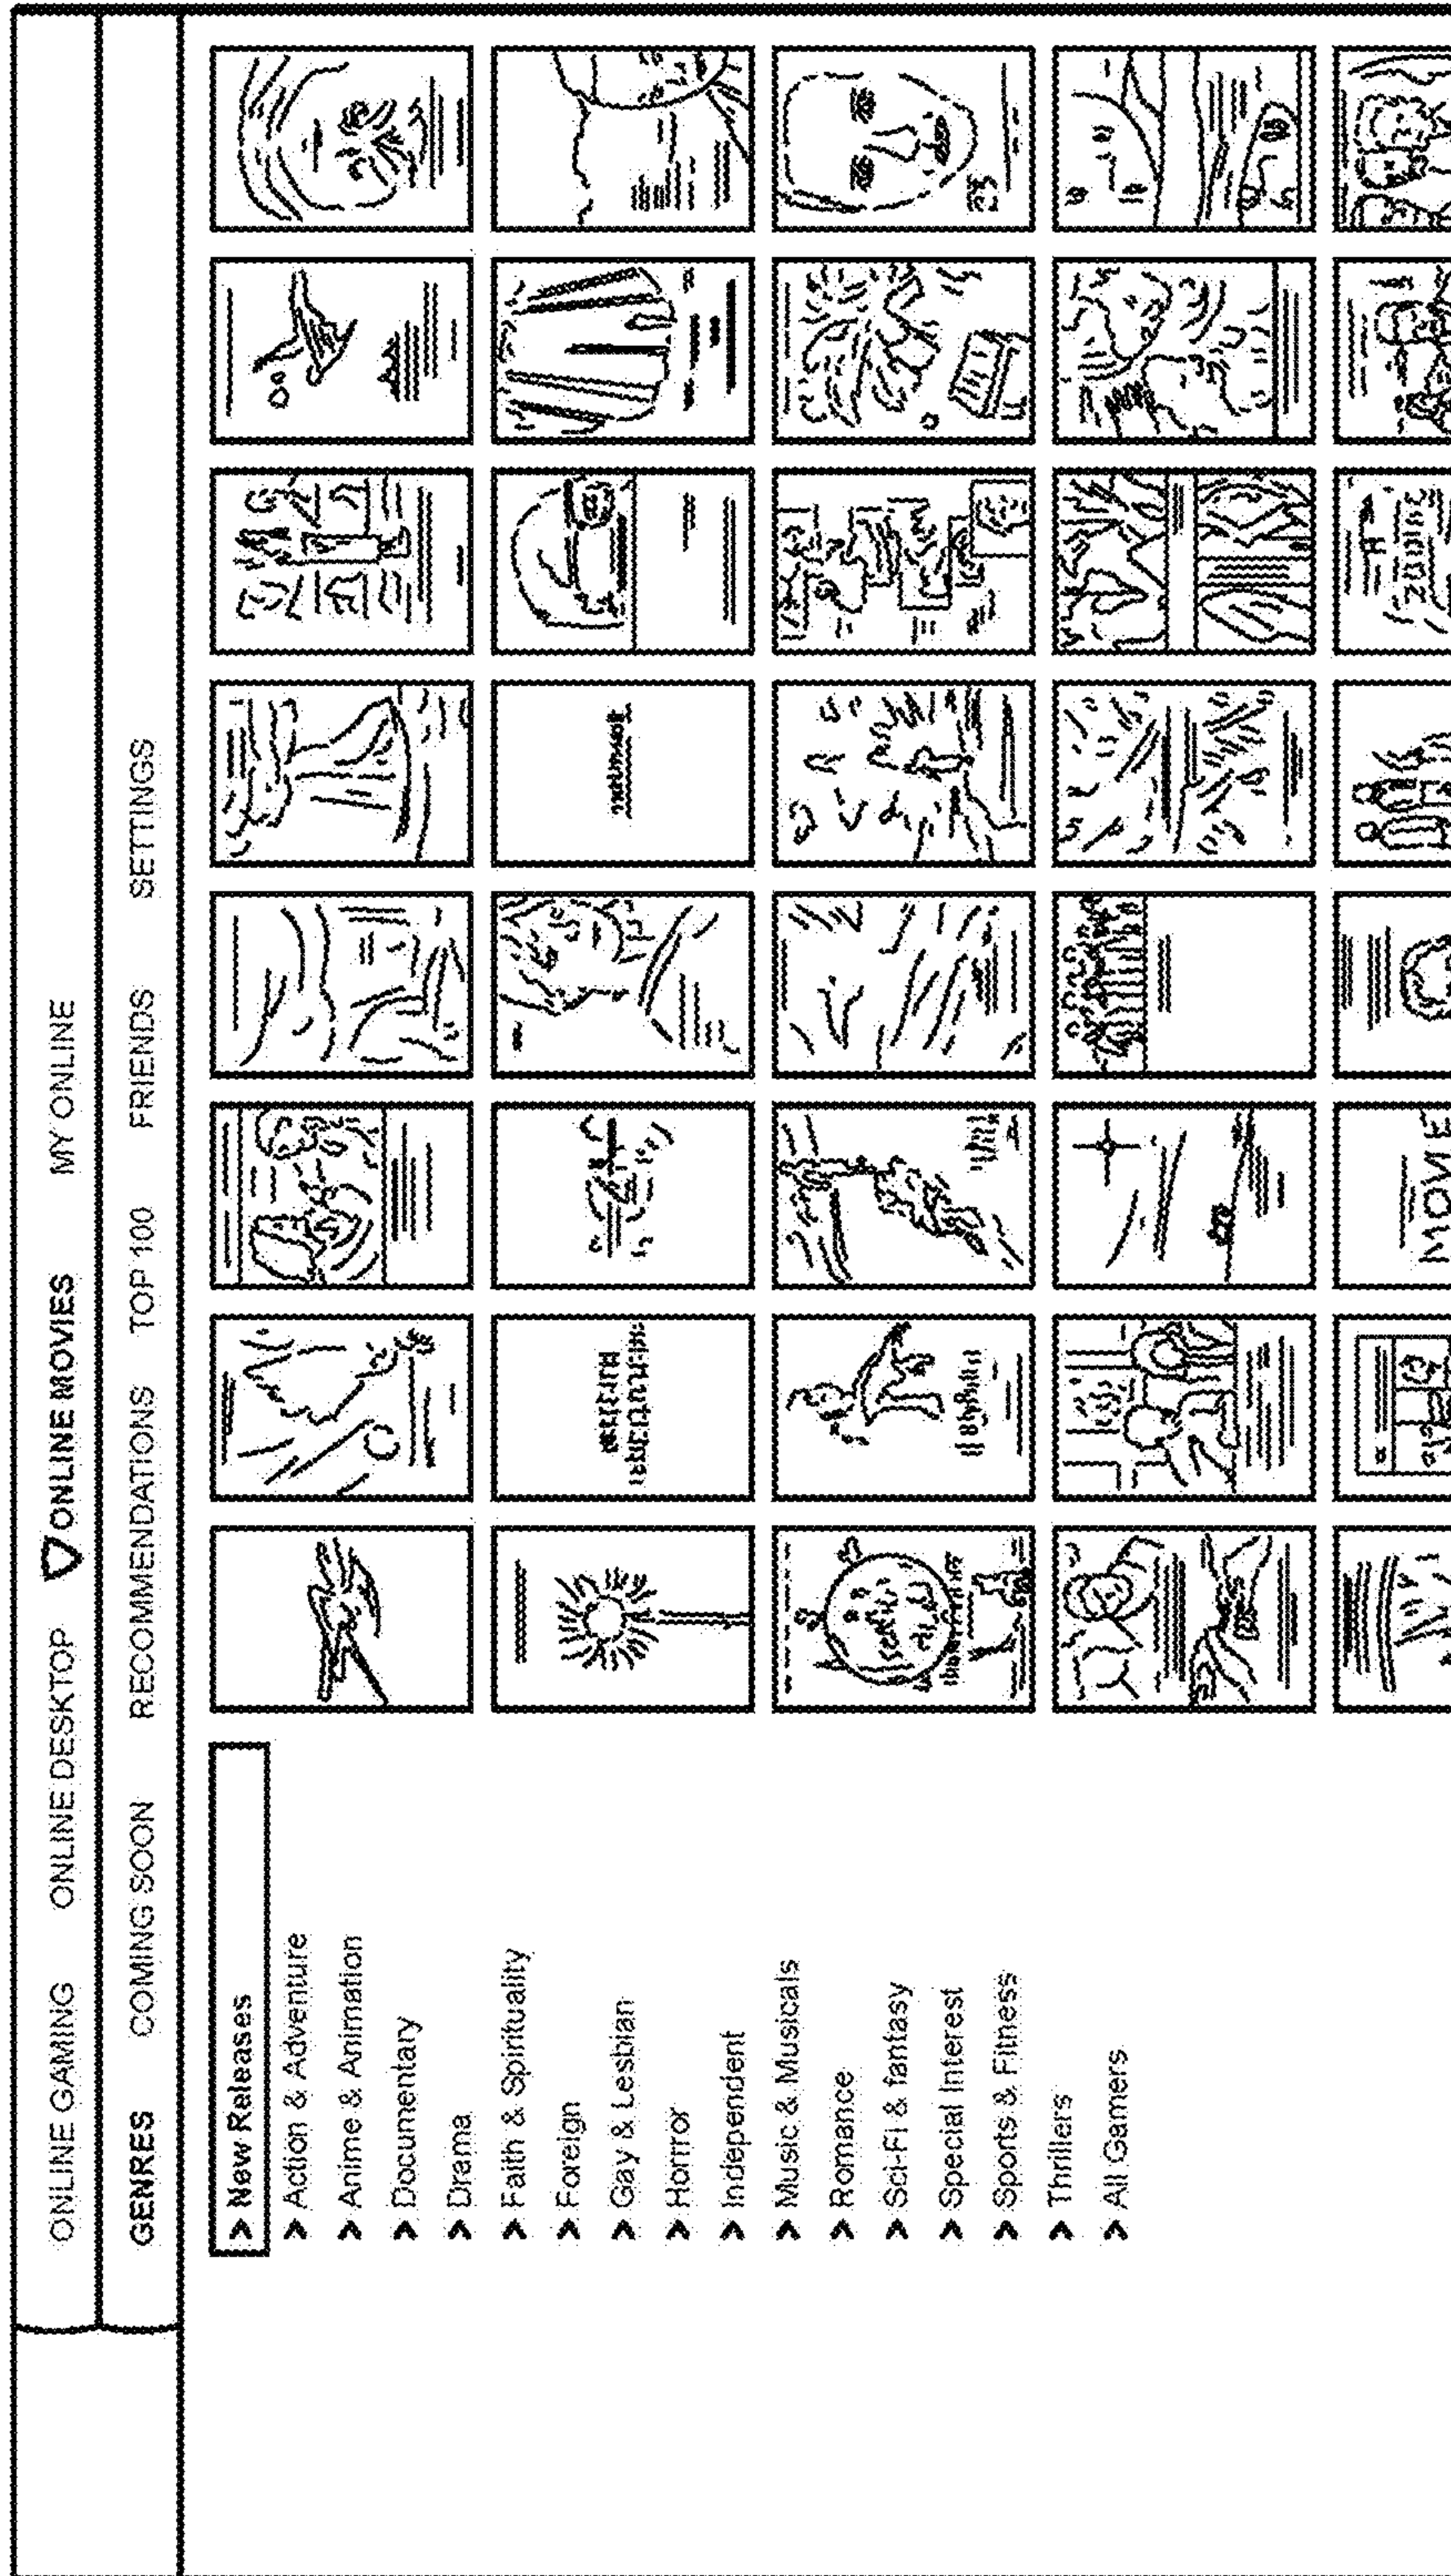 ONLINE GAMING ONLINE DESKTOP ONLINE MOVIES MY ONLINE
GENRES COMING SOON RECOMMENDATIONS TOP 100 FRIENDS SETTINGS
New Releases
Action & Adventure
Anime & Animation
Documentary
Drama
Faith & Spirituality
Foreign
Gay & Lesbian
Horrror
Independent
Music & Musicals
Romance
Sci-Fi & fantasy
Special Interest
Sports & Fitness
Thrillers
All Gamers
MOVIE